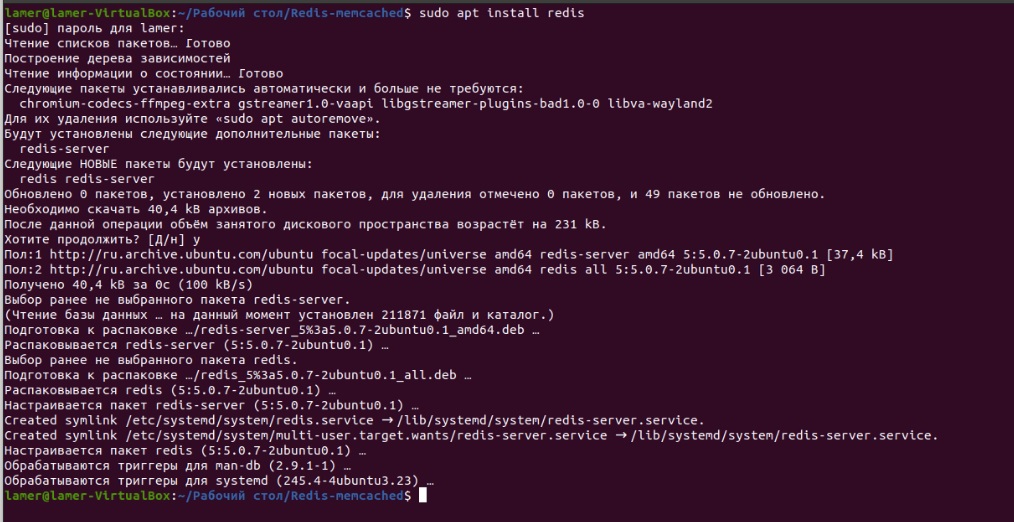 lamer@lamer-VirtualBox:~/Рабочий стол/Redis-memcached$ sudo apt install redis
[sudo] пароль для lamer:
Чтение списков пакетов… Готово
Построение дерева зависимостей
Чтение информации о состоянии… Готово
Следующие пакеты устанавливались автоматически и больше не требуются:
  chromium-codecs-ffmpeg-extra gstreamer1.0-vaapi libgstreamer-plugins-bad1.0-0 libva-wayland2
Для их удаления используйте «sudo apt autoremove».
Будут установлены следующие дополнительные пакеты:
  redis-server
Следующие НОВЫЕ пакеты будут установлены:
  redis redis-server
Обновлено 0 пакетов, установлено 2 новых пакетов, для удаления отмечено 0 пакетов, и 49 пакетов не обновлено.
Необходимо скачать 40,4 kB архивов.
После данной операции объём занятого дискового пространства возрастёт на 231 kB.
Хотите продолжить? [Д/н] y
Пол:1 http://ru.archive.ubuntu.com/ubuntu focal-updates/universe amd64 redis-server amd64 5:5.0.7-2ubuntu0.1 [37,4 kB]
Пол:2 http://ru.archive.ubuntu.com/ubuntu focal-updates/universe amd64 redis all 5:5.0.7-2ubuntu0.1 [3 064 B]
Получено 40,4 kB за 0с (100 kB/s)
Выбор ранее не выбранного пакета redis-server.
(Чтение базы данных … на данный момент установлен 211871 файл и каталог.)
Подготовка к распаковке …/redis-server_5%3a5.0.7-2ubuntu0.1_amd64.deb …
Распаковывается redis-server (5:5.0.7-2ubuntu0.1) …
Выбор ранее не выбранного пакета redis.
Подготовка к распаковке …/redis_5%3a5.0.7-2ubuntu0.1_all.deb …
Распаковывается redis (5:5.0.7-2ubuntu0.1) …
Настраивается пакет redis-server (5:5.0.7-2ubuntu0.1) …
Created symlink /etc/systemd/system/redis.service → /lib/systemd/system/redis-server.service.
Created symlink /etc/systemd/system/multi-user.target.wants/redis-server.service → /lib/systemd/system/redis-server.service.
Настраивается пакет redis (5:5.0.7-2ubuntu0.1) …
Обрабатываются триггеры для man-db (2.9.1-1) …
Обрабатываются триггеры для systemd (245.4-4ubuntu3.23) …
lamer@lamer-VirtualBox:~/Рабочий стол/Redis-memcached$